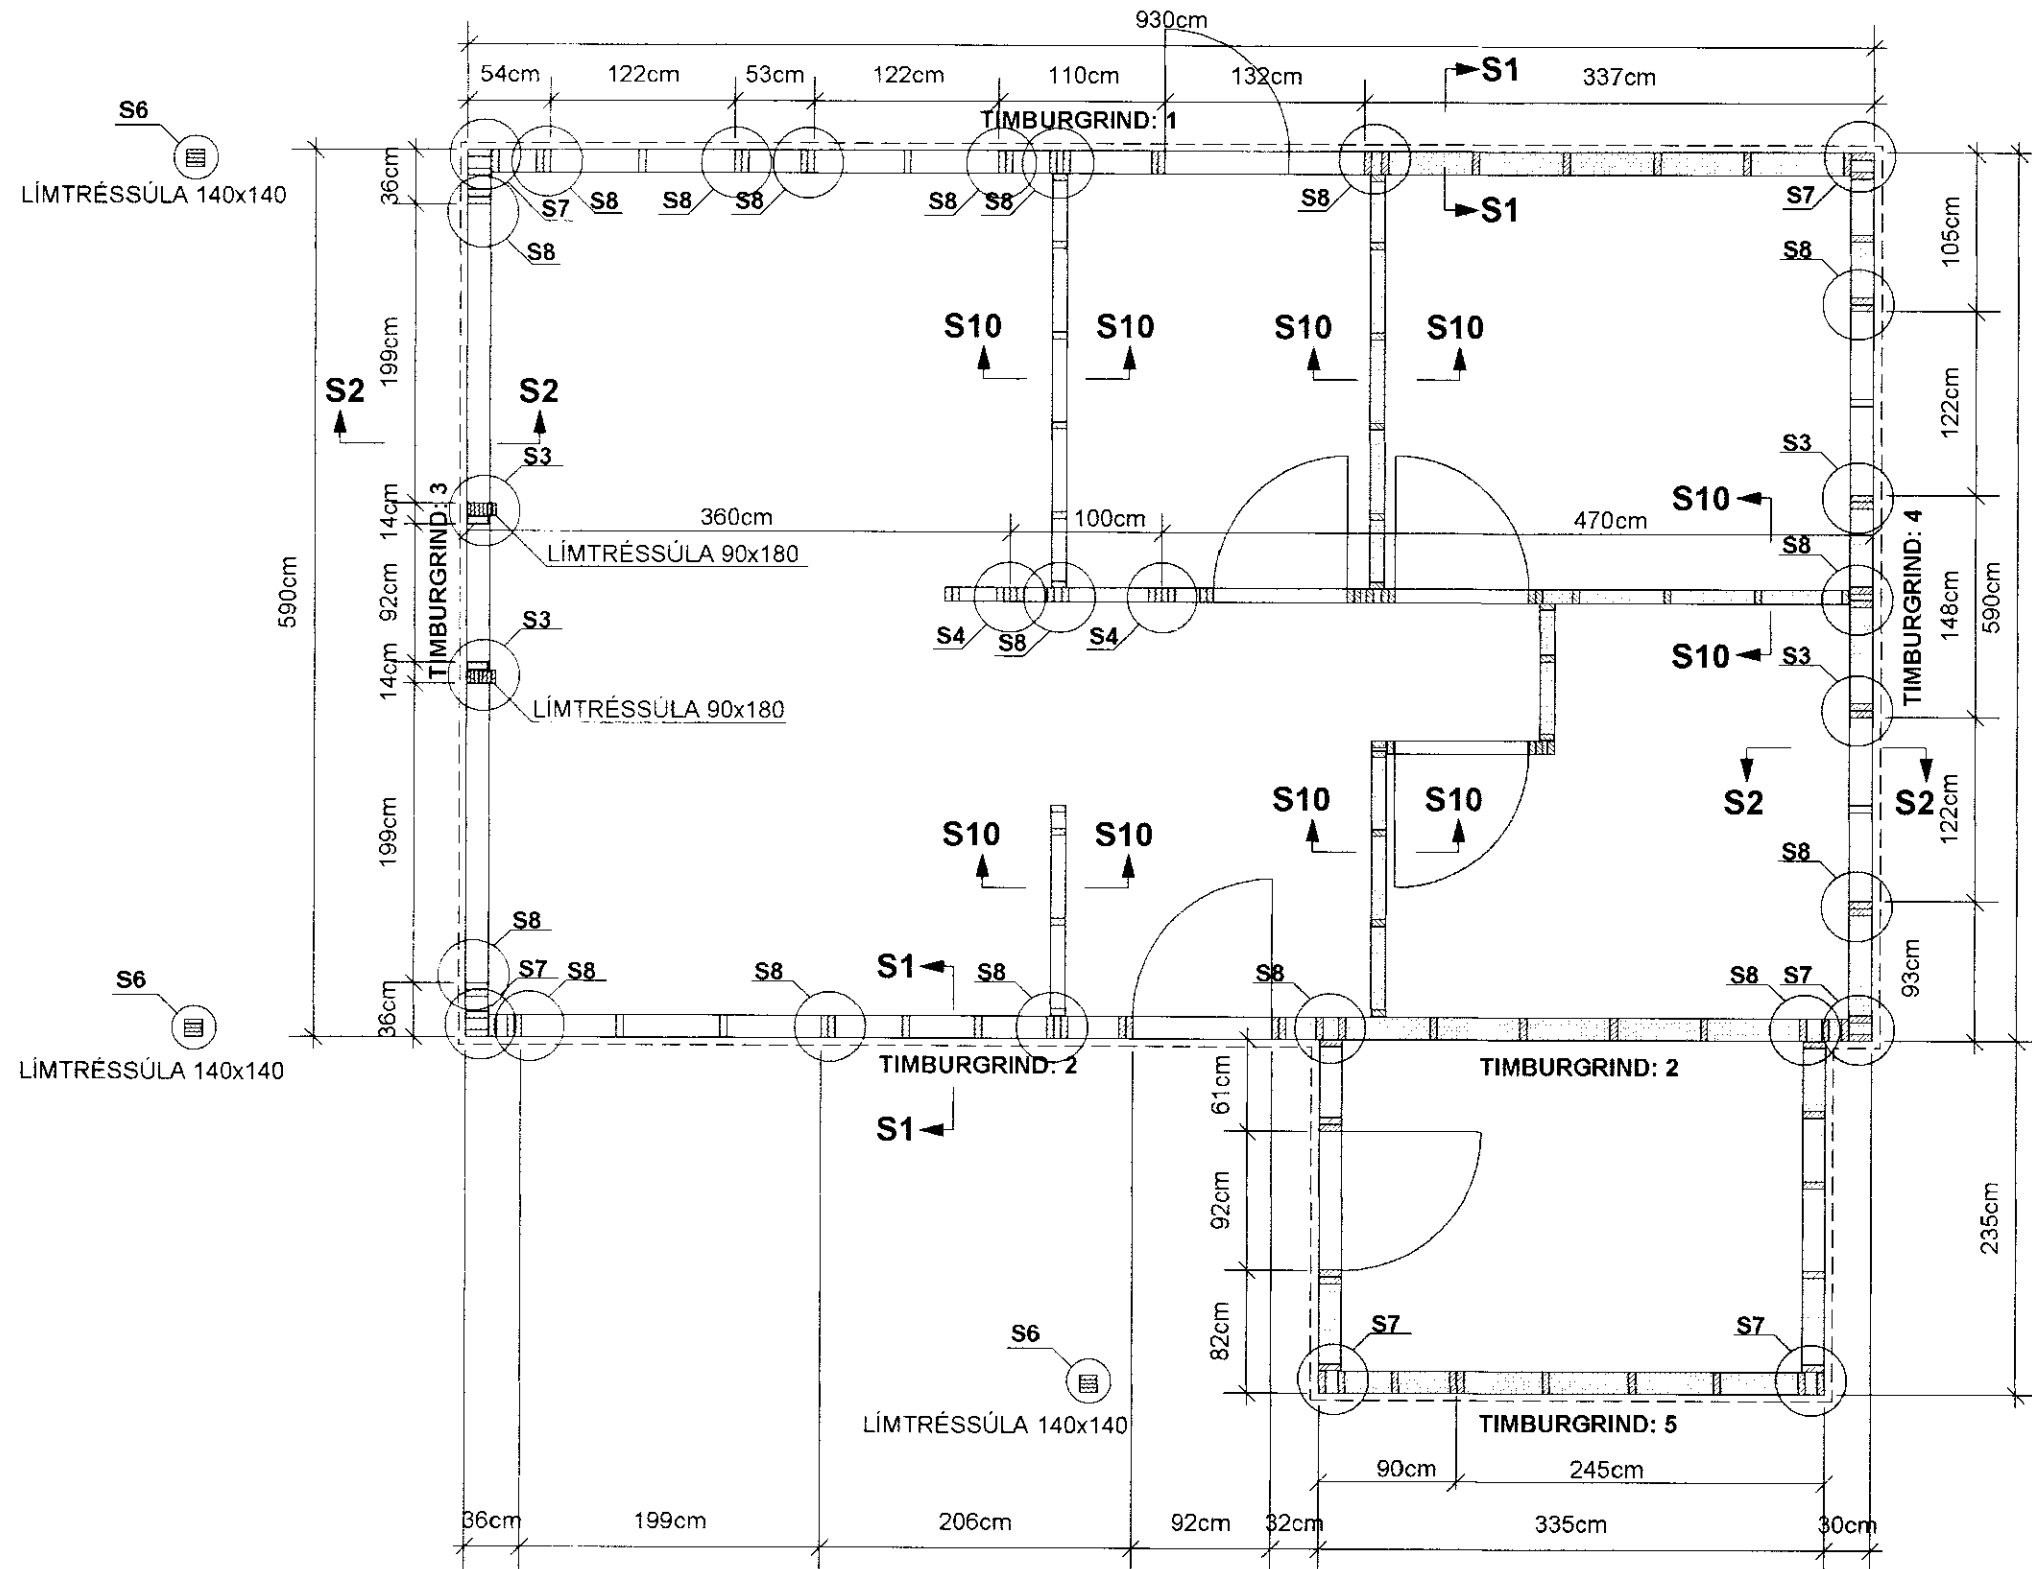 930cm
54cm
122cm
53cm
122cm
110cm
132cm
S1
337cm
S6
TIMBURGRIND: 1
36cm
LÍMTRÉSSÚLA 140x140
S7
S8
S8
S8
S8
S8
S8
S1
S7
S8
S8
105cm
199cm
S10
S10
S10
S10
S2
S2
122cm
S3
S3
14cm
TIMBURGRIND: 3
360cm
100cm
470cm
S10
LÍMTRÉSSÚLA 90x180
S8
TIMBURGRIND: 4
590cm
92cm
148cm
590cm
S3
S4
S8
S4
S10
S3
14cm
LÍMTRÉSSÚLA 90x180
199cm
S10
S10
S10
S10
S2
S2
122cm
S8
S8
S7
S8
S8
S1
S8
S8
S8
S7
93cm
S6
36cm
LÍMTRÉSSÚLA 140x140
TIMBURGRIND: 2
TIMBURGRIND: 2
S1
61cm
92cm
235cm
82cm
S6
S7
S7
LÍMTRÉSSÚLA 140x140
TIMBURGRIND: 5
90cm
245cm
36cm
199cm
206cm
92cm
32cm
335cm
30cm